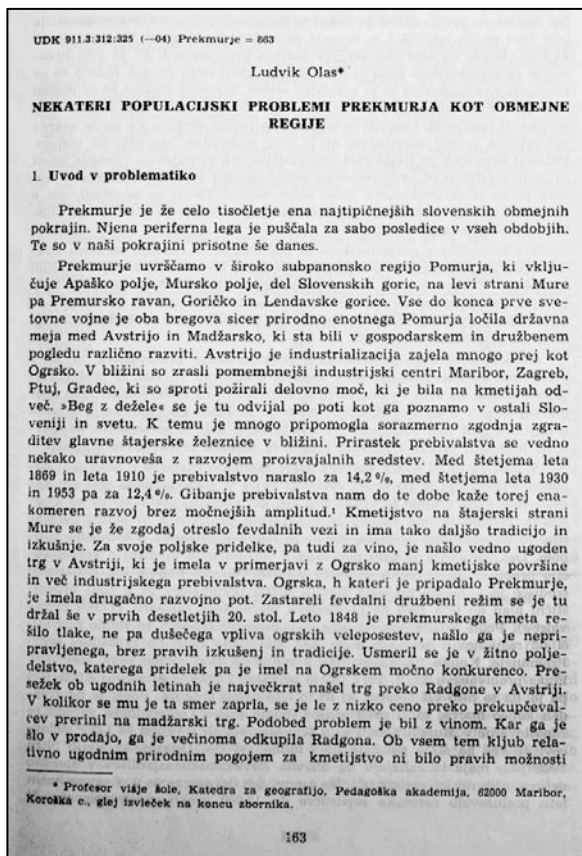 UDK 911.3:312:325 (—04) Prekmurje = 863
Ludvik Olas*
NEKATERI POPULACIJSKI PROBLEMI PREKMURJA KOT OBMEJNE
REGIJE
1. Uvod v problematiko
Prekmurje je že celo tisočletje ena najtipičnejših slovenskih obmejnih
pokrajin. Njena periferna lega je puščala za sabo posledice v vseh obdobjih.
Te so v naši pokrajini prisotne še danes.
Prekmurje uvrščamo v široko subpanonsko regijo Pomurja, ki vklju-
čuje Apaško polje, Mursko polje, del Slovenskih goric, na levi strani Mure
pa Premursko ravan, Goričko in Lendavske gorice. Vse do konca prve sve-
tovne vojne je oba bregova sicer prirodno enotnega Pomurja ločila državna
meja med Avstrijo in Madžarsko, ki sta bili v gospodarskem in družbenem
pogledu različno razviti. Avstrijo je industrializacija zajela mnogo prej kot
Ogrsko. V bližini so zrasli pomembnejši industrijski centri Maribor, Zagreb,
Ptuj, Gradec, ki so sproti požirali delovno moč, ki je bila na kmetijah od-
več. »Beg z dežele« se je tu odvijal po poti kot ga poznamo v ostali Slo-
veniji in svetu. K temu je mnogo pripomogla sorazmerno zgodnja zgra-
ditev glavne štajerske železnice v bližini. Prirastek prebivalstva se vedno
nekako uravnoveša z razvojem proizvajalnih sredstev. Med štetjema leta
1869 in leta 1910 je prebivalstvo naraslo za 14,2 %, med štetjema leta 1930
in 1953 pa za 12,4 %. Gibanje prebivalstva nam do te dobe kaže torej ena-
komeren razvoj brez močnejših amplitud.¹ Kmetijstvo na štajerski strani
Mure se je že zgodaj otreslo fevdalnih vezi in ima tako daljšo tradicijo in
izkušnje. Za svoje poljske pridelke, pa tudi za vino, je našlo vedno ugoden
trg v Avstriji, ki je imela v primerjavi z Ogrsko manj kmetijske površine
in več industrijskega prebivalstva. Ogrska, h kateri je pripadalo Prekmurje,
je imela drugačno razvojno pot. Zastareli fevdalni družbeni režim se je tu
držal še v prvih desetletjih 20. stol. Leto 1848 je prekmurskega kmeta re-
šilo tlake, ne pa dušečega vpliva ogrskih veleposestev, našlo ga je nepri-
pravljenega, brez pravih izkušenj in tradicije. Usmeril se je v žitno polje-
delstvo, katerega pridelek pa je imel na Ogrskem močno konkurenco. Pre-
sežek ob ugodnih letinah je največkrat našel trg preko Radgone v Avstriji.
V kolikor se mu je ta smer zaprla, se je le z nizko ceno preko prekupčeval-
cev prerinil na madžarski trg. Podobed problem je bil z vinom. Kar ga je
šlo v prodajo, ga je večinoma odkupila Radgona. Ob vsem tem kljub rela-
tivno ugodnim prirodnim pogojem za kmetijstvo ni bilo pravih možnosti
* Profesor višje šole, Katedra za geografijo, Pedagoška akademija, 62000 Maribor,
Koroška c., glej izvleček na koncu zbornika.
163